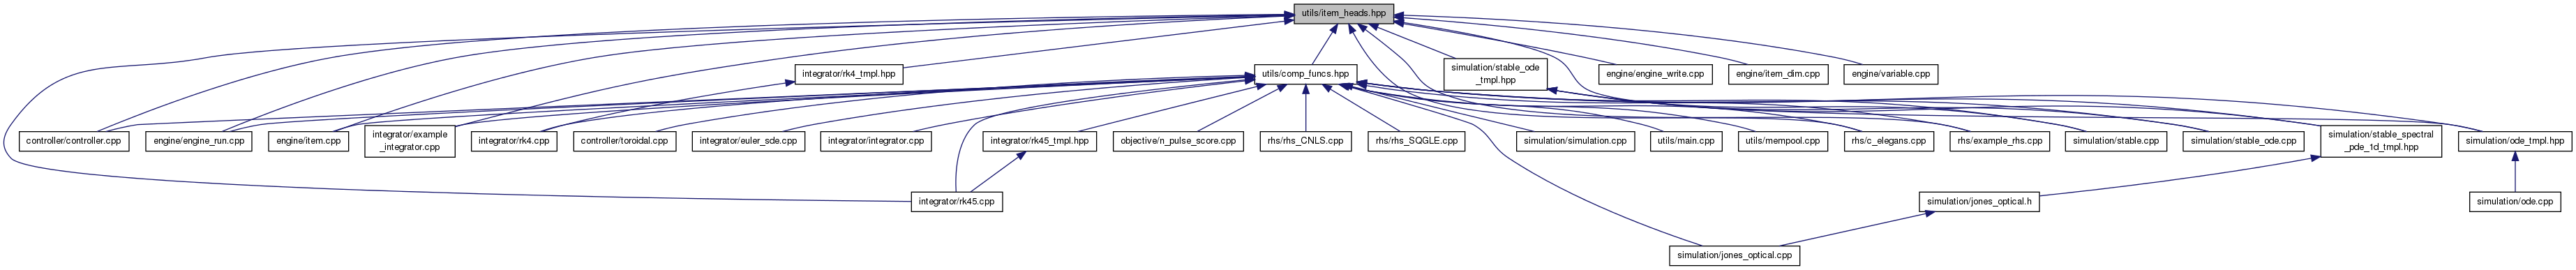 utils/item_heads.hpp
integrator/rk4_tmpl.hpp
utils/comp_funcs.hpp
simulation/stable_ode
_tmpl.hpp
engine/engine_write.cpp
engine/item_dim.cpp
engine/variable.cpp
controller/controller.cpp
engine/engine_run.cpp
engine/item.cpp
integrator/example
_integrator.cpp
integrator/rk4.cpp
controller/toroidal.cpp
integrator/euler_sde.cpp
integrator/integrator.cpp
integrator/rk45_tmpl.hpp
objective/n_pulse_score.cpp
rhs/rhs_CNLS.cpp
rhs/rhs_SQGLE.cpp
simulation/simulation.cpp
utils/main.cpp
utils/mempool.cpp
rhs/c_elegans.cpp
rhs/example_rhs.cpp
simulation/stable.cpp
simulation/stable_ode.cpp
simulation/stable_spectral
_pde_1d_tmpl.hpp
simulation/ode_tmpl.hpp
integrator/rk45.cpp
simulation/jones_optical.h
simulation/ode.cpp
simulation/jones_optical.cpp